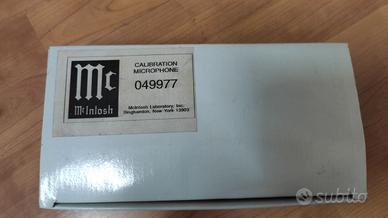 Mc
McIntosh
CALIBRATION
MICROPHONE
049977
McIntosh Laboratory, Inc.
Binghamton, New York 13903
subito